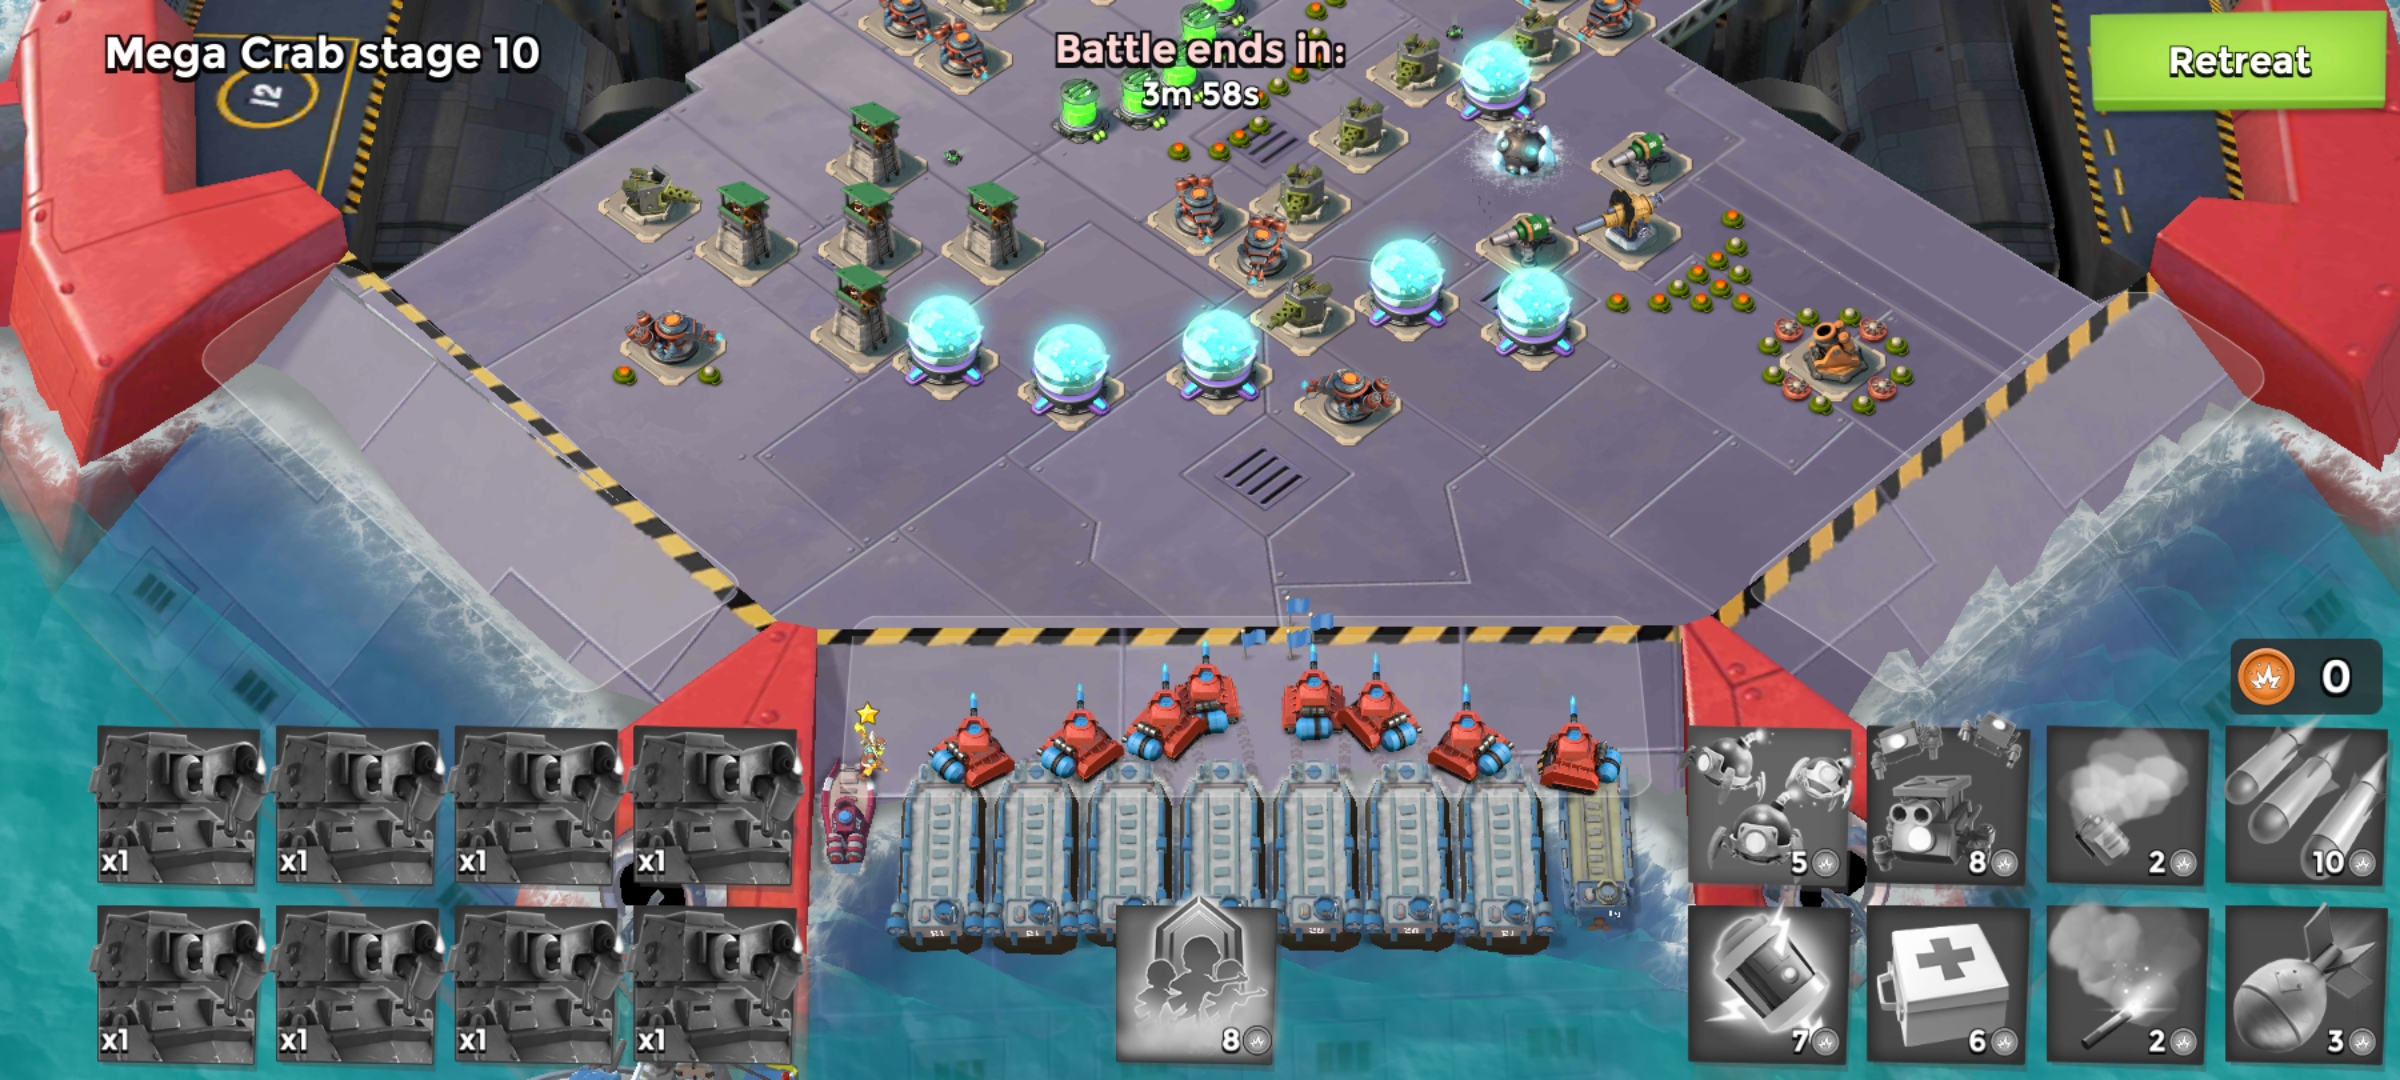 Mega Crab stage 10
Battle ends in:
3m 58s
Retreat
12
0
x1
x1
x1
x1
5
8
2
10
x1
x1
x1
x1
8
7
6
2
3